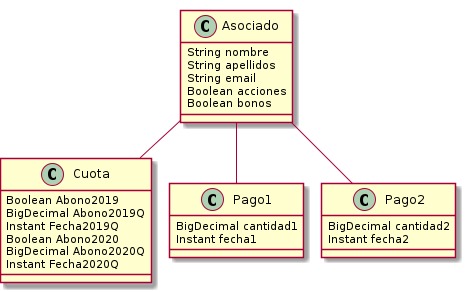 C Asociado
String nombre
String apellidos
String email
Boolean acciones
Boolean bonos
C Cuota
Boolean Abono2019
BigDecimal Abono2019Q
Instant Fecha2019Q
Boolean Abono2020
BigDecimal Abono2020Q
Instant Fecha2020Q
C Pago1
BigDecimal cantidad1
Instant fecha1
C Pago2
BigDecimal cantidad2
Instant fecha2